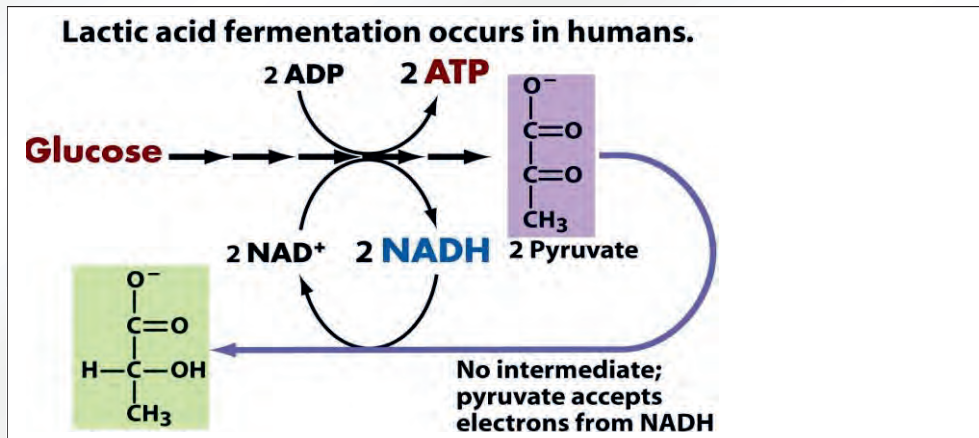 Lactic acid fermentation occurs in humans.
2 ADP 2 ATP
Glucose
O⁻
C=O
C=O
CH₃
2 NAD⁺ 2 NADH 2 Pyruvate
O⁻
C=O
H—C—OH
CH₃
No intermediate;
pyruvate accepts
electrons from NADH